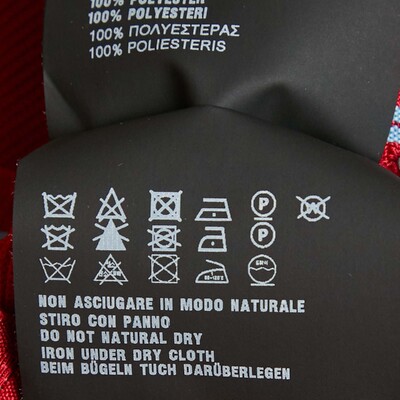 100% POLYESTER
100% POLYESTERI
100% ΠΟΛΥΕΣΤΕΡΑΣ
100% POLIESTERIS
P
P
NON ASCIUGARE IN MODO NATURALE
STIRO CON PANNO
DO NOT NATURAL DRY
IRON UNDER DRY CLOTH
BEIM BÜGELN TUCH DARÜBERLEGEN